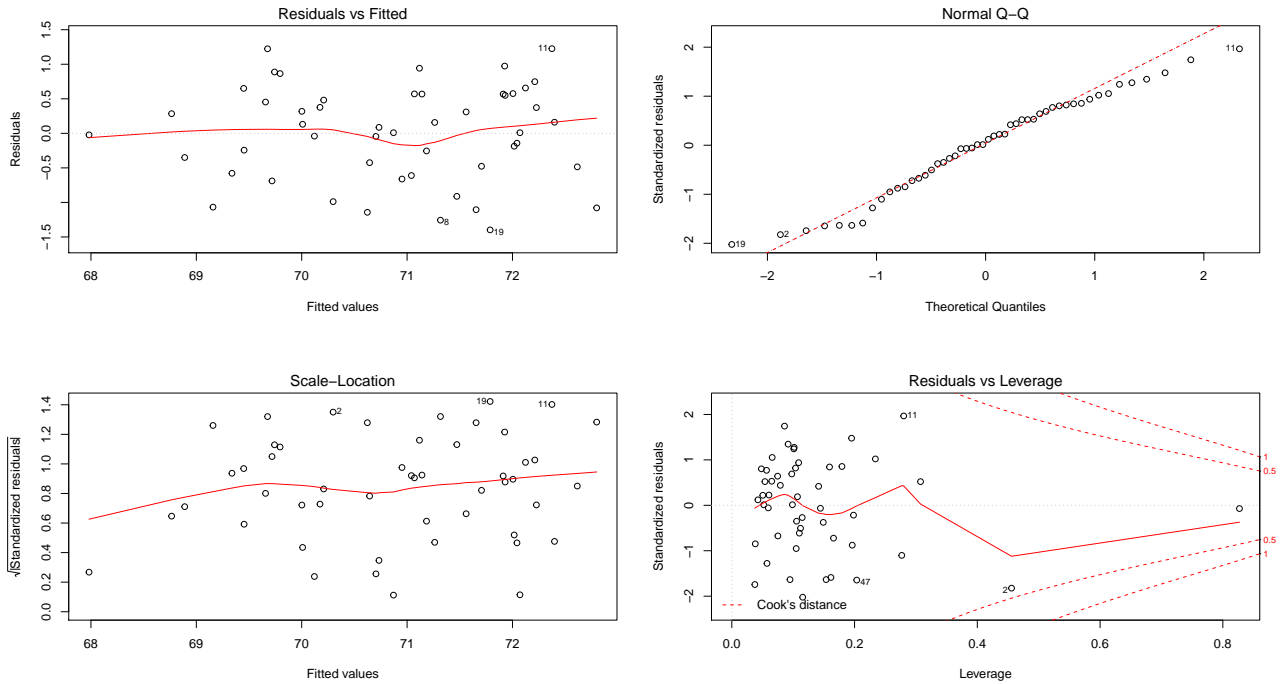 Residuals vs Fitted
1.5
1.0
0.5
0.0
−0.5
−1.5
Residuals
68 69 70 71 72
Fitted values
11
8
19
Normal Q−Q
2
1
0
−1
−2
Standardized residuals
−2 −1 0 1 2
Theoretical Quantiles
11
2
19
Scale−Location
1.4
1.2
1.0
0.8
0.6
0.4
0.2
0.0
√|Standardized residuals|
68 69 70 71 72
Fitted values
2
19
11
Residuals vs Leverage
2
1
0
−1
−2
Standardized residuals
0.0 0.2 0.4 0.6 0.8
Leverage
11
47
2
Cook's distance
1
0.5
0.5
1